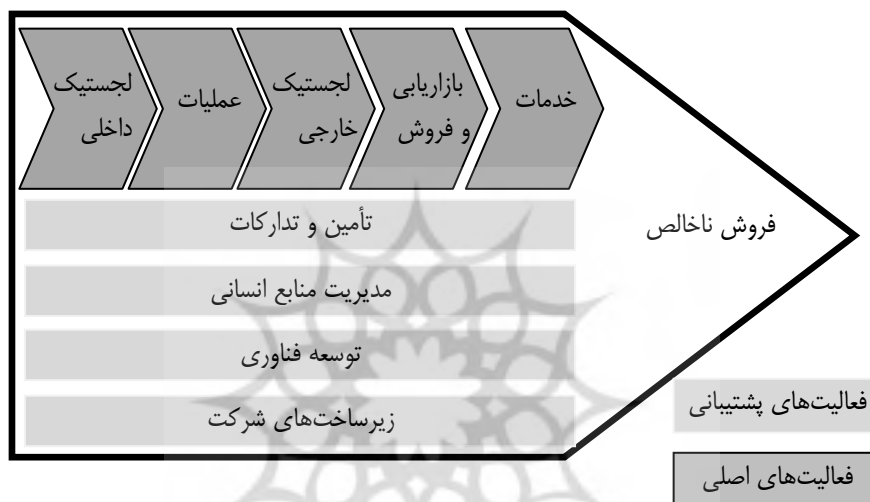 لجستیک
داخلی
عملیات
لجستیک
خارجی
بازاریابی
و فروش
خدمات
تأمین و تدارکات
مدیریت منابع انسانی
توسعه فناوری
زیرساخت‌های شرکت
فروش ناخالص
فعالیت‌های پشتیبانی
فعالیت‌های اصلی